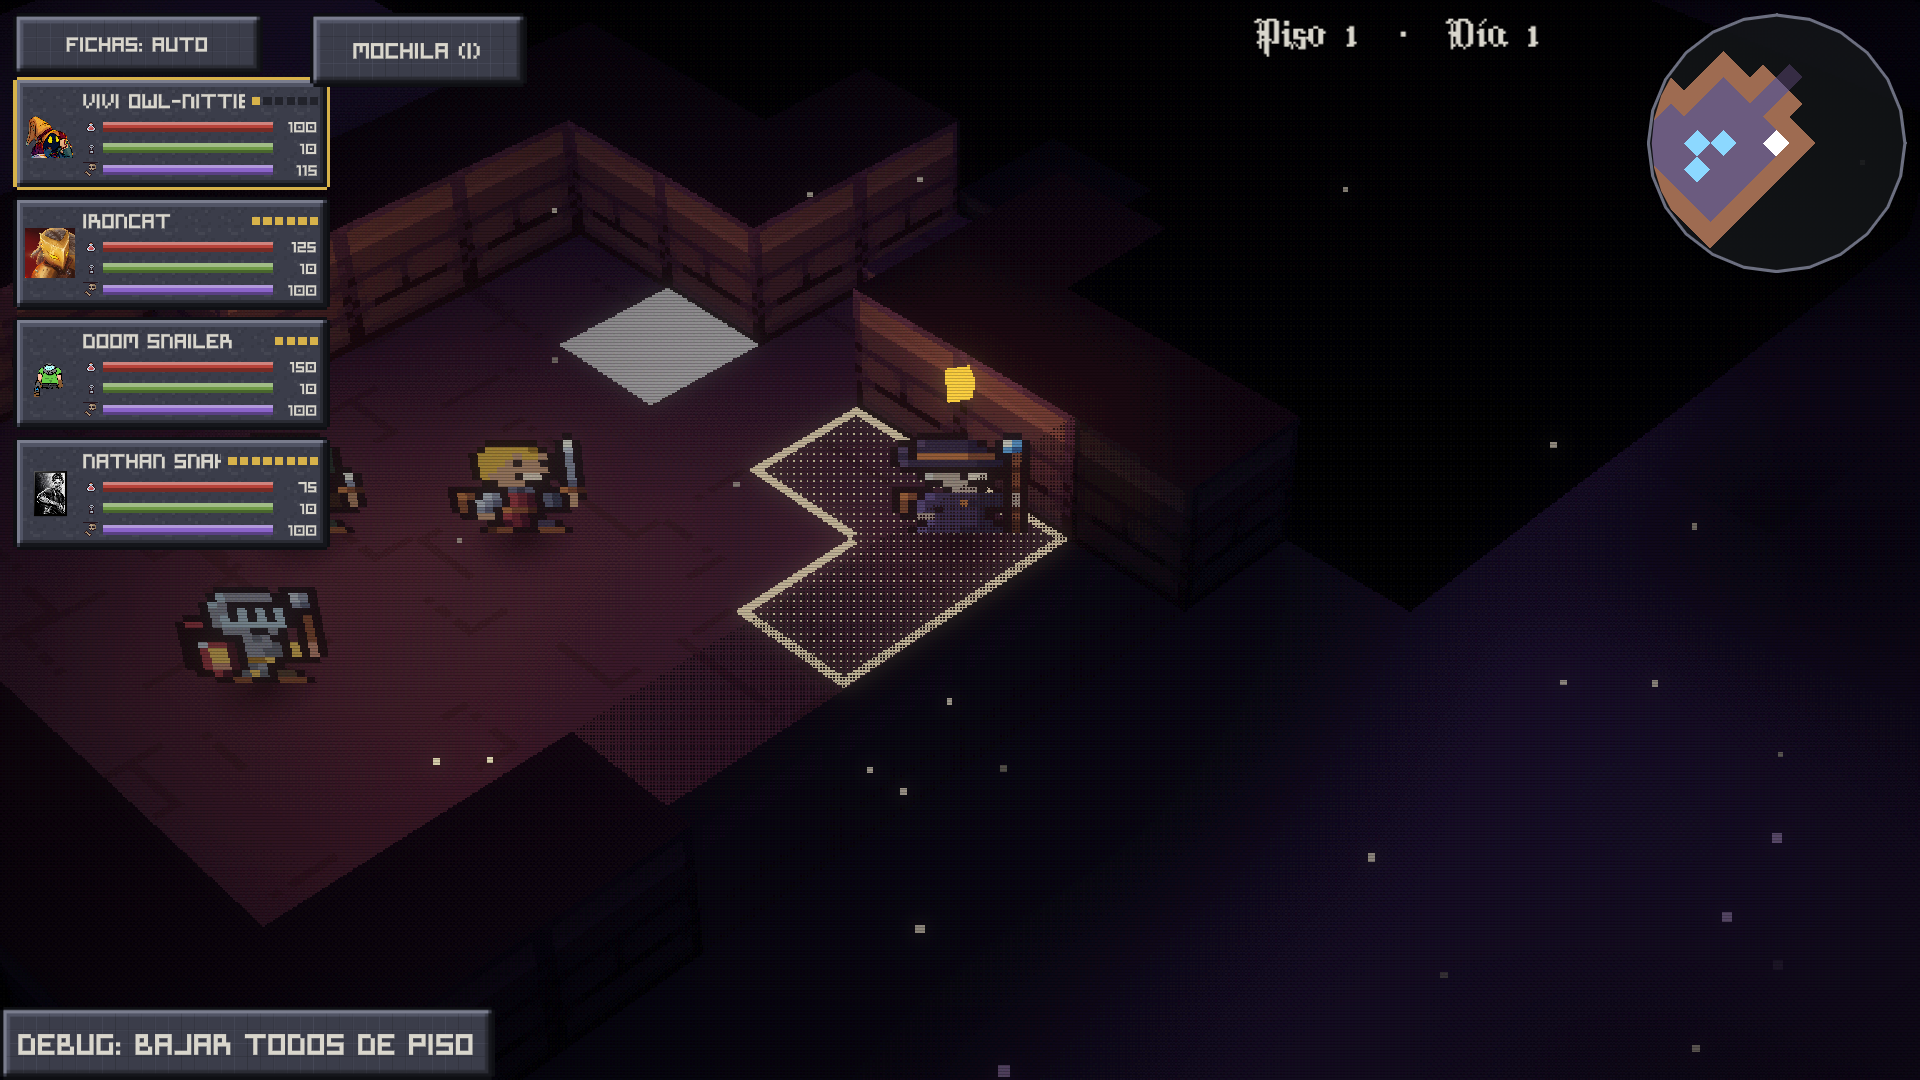 FICHAS: AUTO
MOCHILA (I)
Piso 1 · Día 1
VIVI OWL-NITTIE
100
10
115
IRONCAT
125
10
100
DOOM SNAILER
150
10
100
NATHAN SNAK
75
10
100
DEBUG: BAJAR TODOS DE PISO